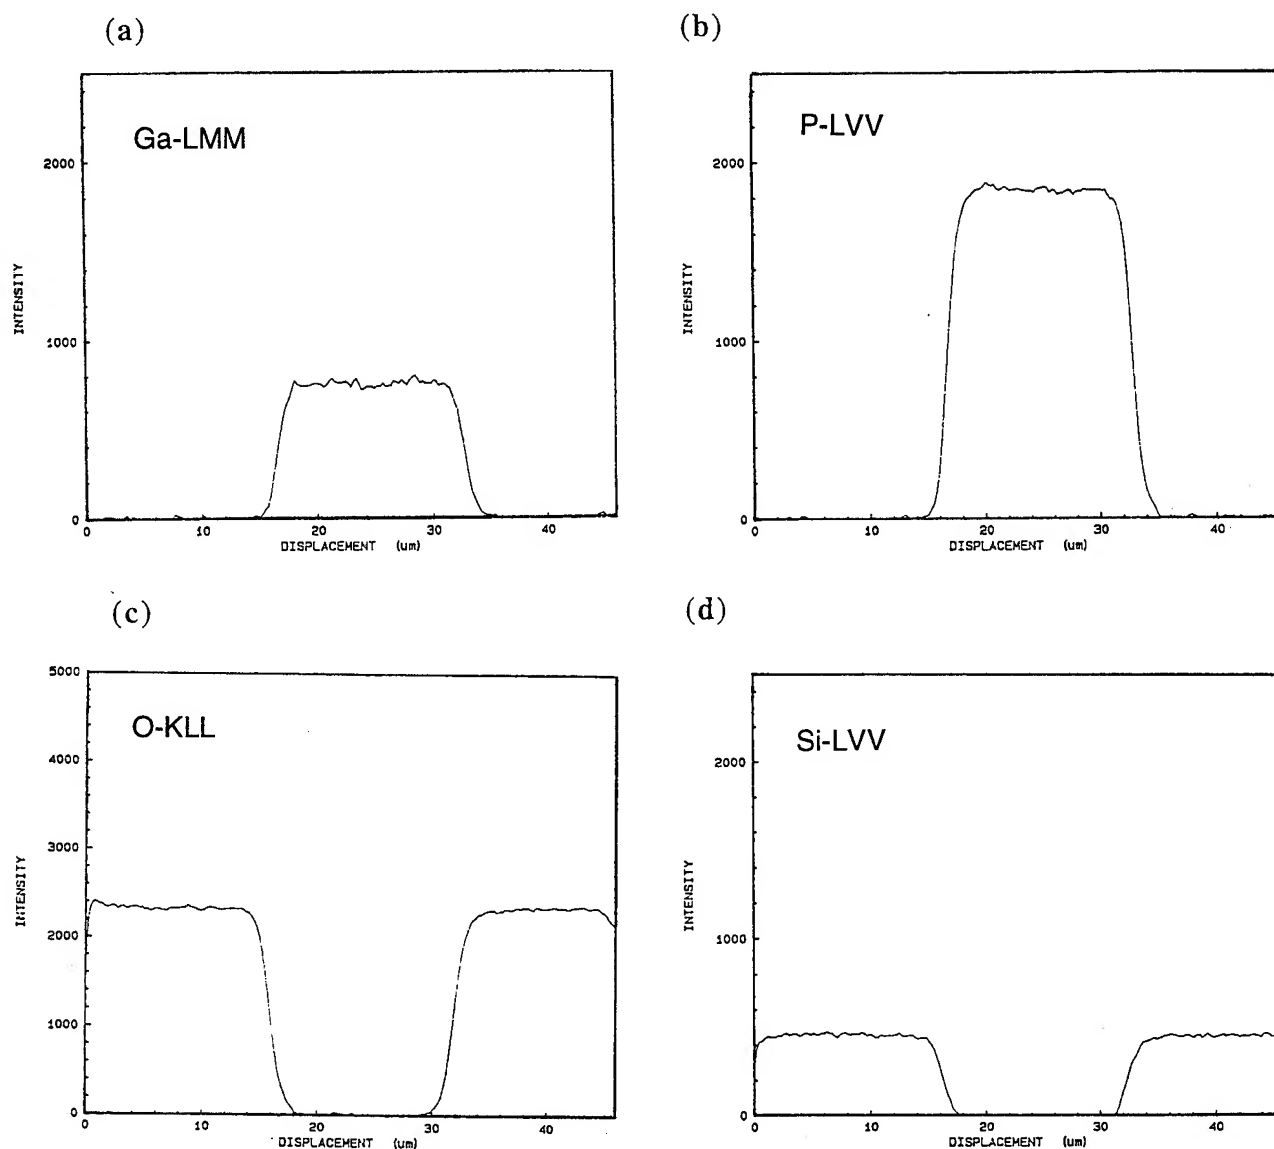 (a)
Ga-LMM
2000
1000
0
INTENSITY
0 10 20 30 40
DISPLACEMENT (um)
(b)
P-LVV
2000
1000
0
INTENSITY
0 10 20 30 40
DISPLACEMENT (um)
(c)
O-KLL
5000
4000
3000
2000
1000
0
INTENSITY
0 10 20 30 40
DISPLACEMENT (um)
(d)
Si-LVV
2000
1000
0
INTENSITY
0 10 20 30 40
DISPLACEMENT (um)